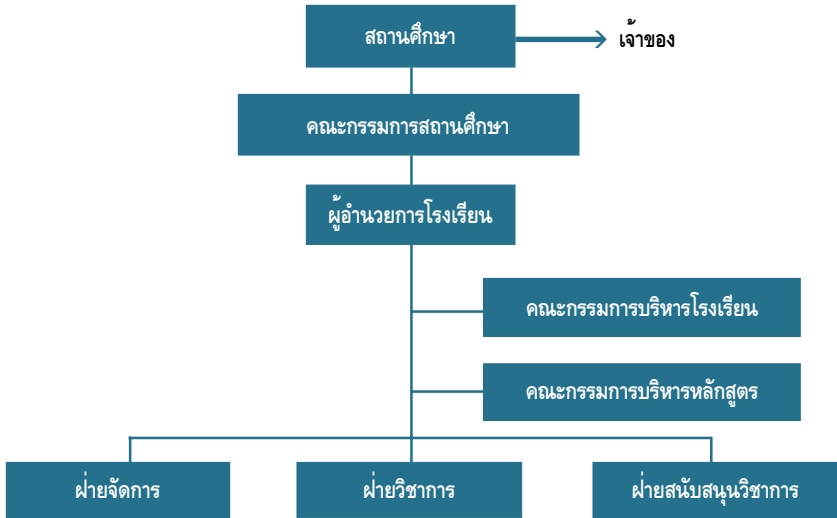 สถานศึกษา
เจ้าของ
คณะกรรมการสถานศึกษา
ผู้อำนวยการโรงเรียน
คณะกรรมการบริหารโรงเรียน
คณะกรรมการบริหารหลักสูตร
ฝ่ายจัดการ
ฝ่ายวิชาการ
ฝ่ายสนับสนุนวิชาการ